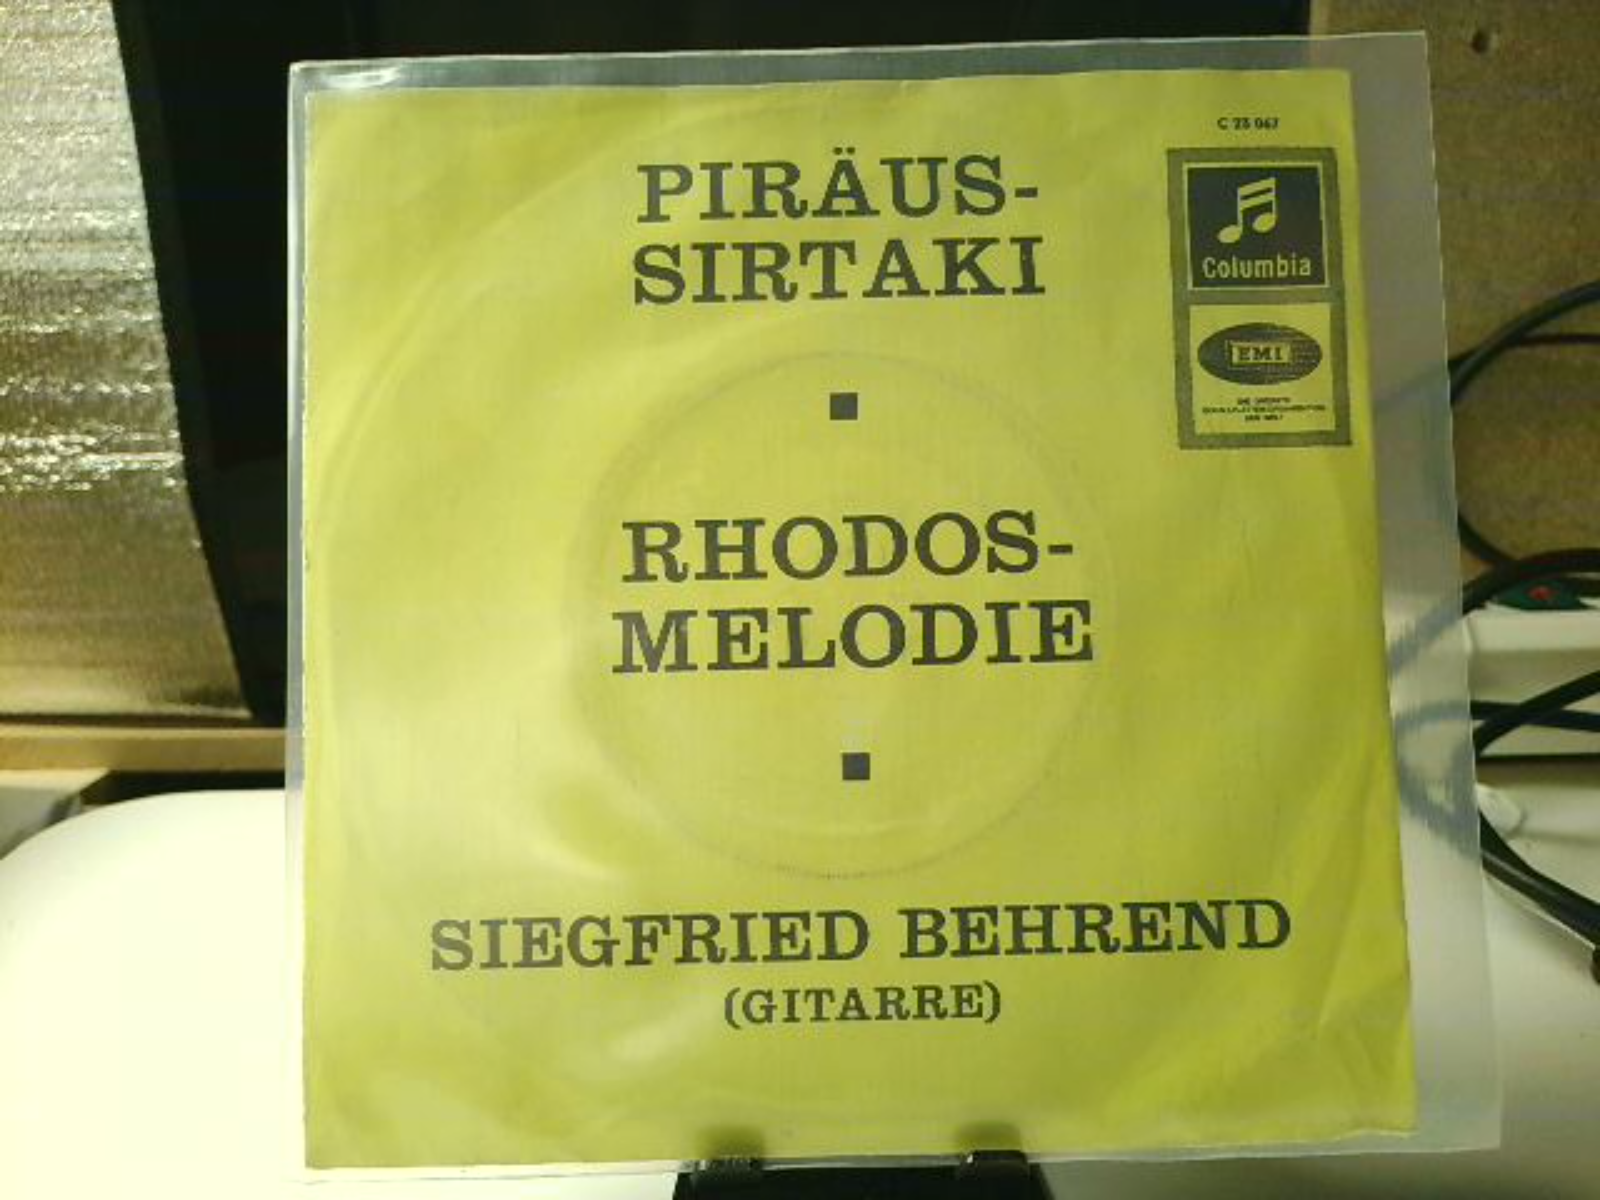 C 23 067
PIRÄUS-
SIRTAKI
Columbia
EMI
RHODOS-
MELODIE
SIEGFRIED BEHREND
(GITARRE)